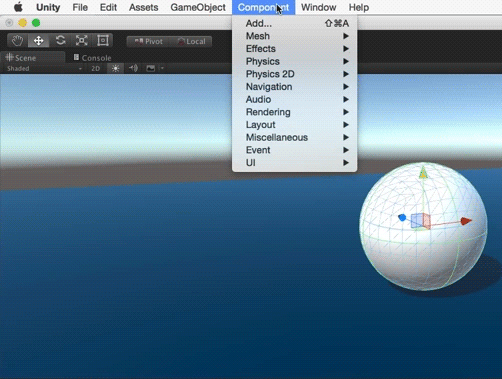 Unity File Edit Assets GameObject Component Window Help
Pivot Local
Scene Console
Shaded 2D
Add... ⇧⌘A
Mesh
Effects
Physics
Physics 2D
Navigation
Audio
Rendering
Layout
Miscellaneous
Event
UI